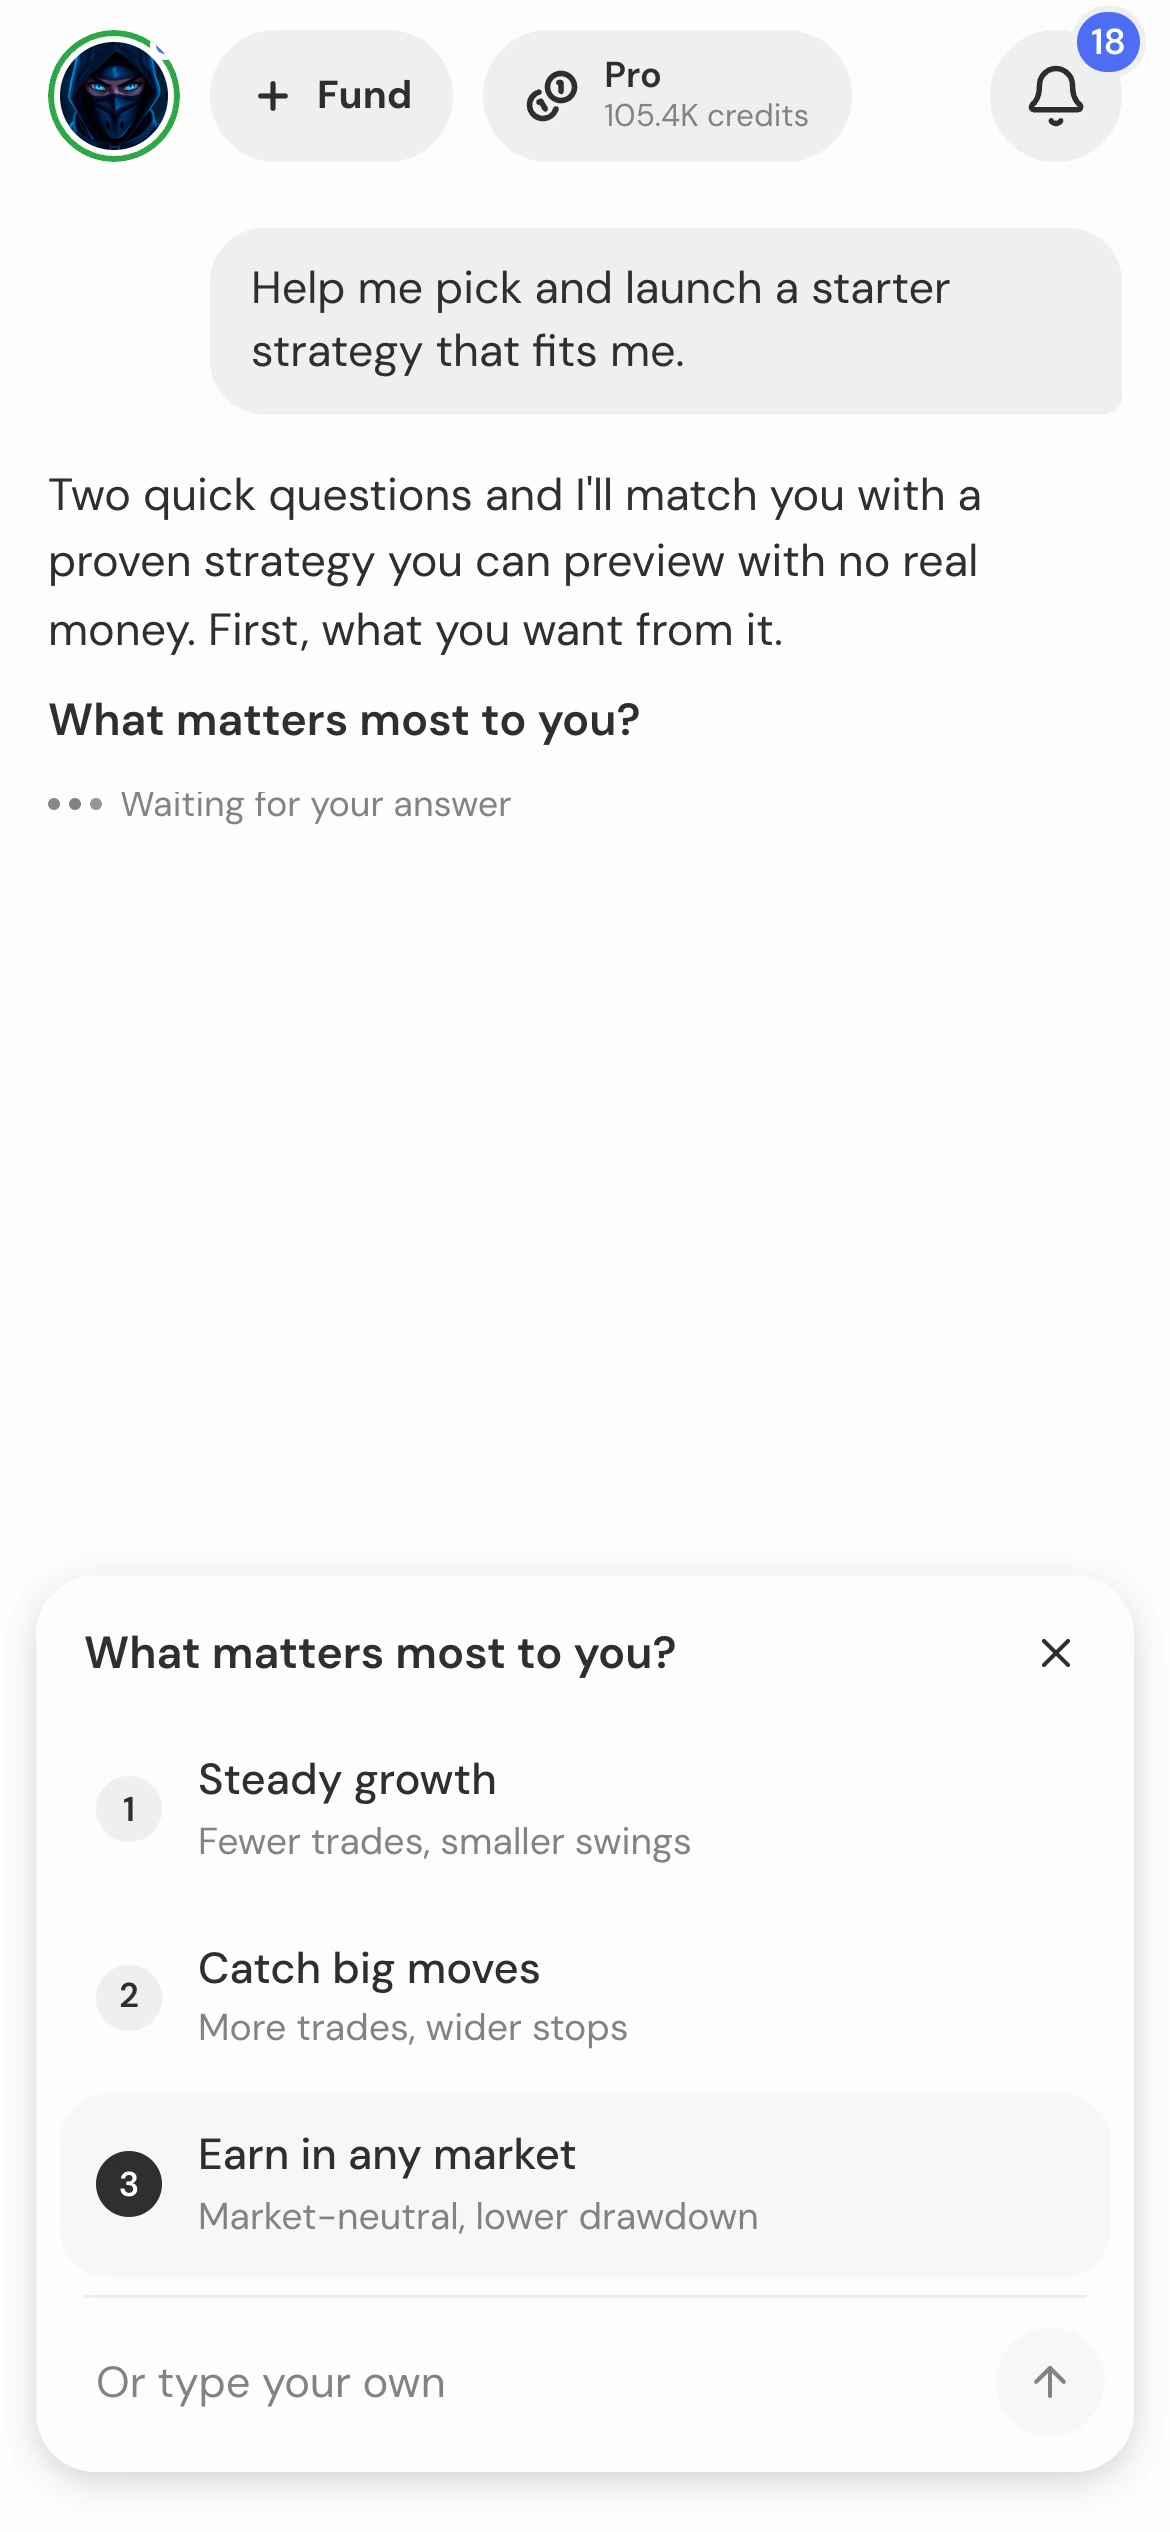 + Fund
Pro
105.4K credits
18
Help me pick and launch a starter
strategy that fits me.
Two quick questions and I'll match you with a
proven strategy you can preview with no real
money. First, what you want from it.
What matters most to you?
Waiting for your answer
What matters most to you?
1
Steady growth
Fewer trades, smaller swings
2
Catch big moves
More trades, wider stops
3
Earn in any market
Market-neutral, lower drawdown
Or type your own